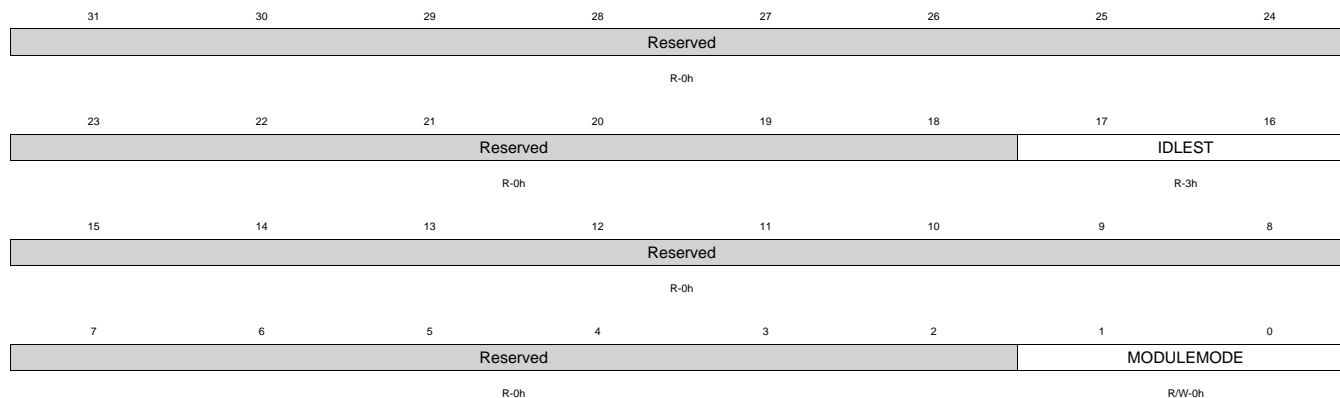 31 30 29 28 27 26 25 24
Reserved
R-0h
23 22 21 20 19 18 17 16
Reserved IDLEST
R-0h R-3h
15 14 13 12 11 10 9 8
Reserved
R-0h
7 6 5 4 3 2 1 0
Reserved MODULEMODE
R-0h R/W-0h